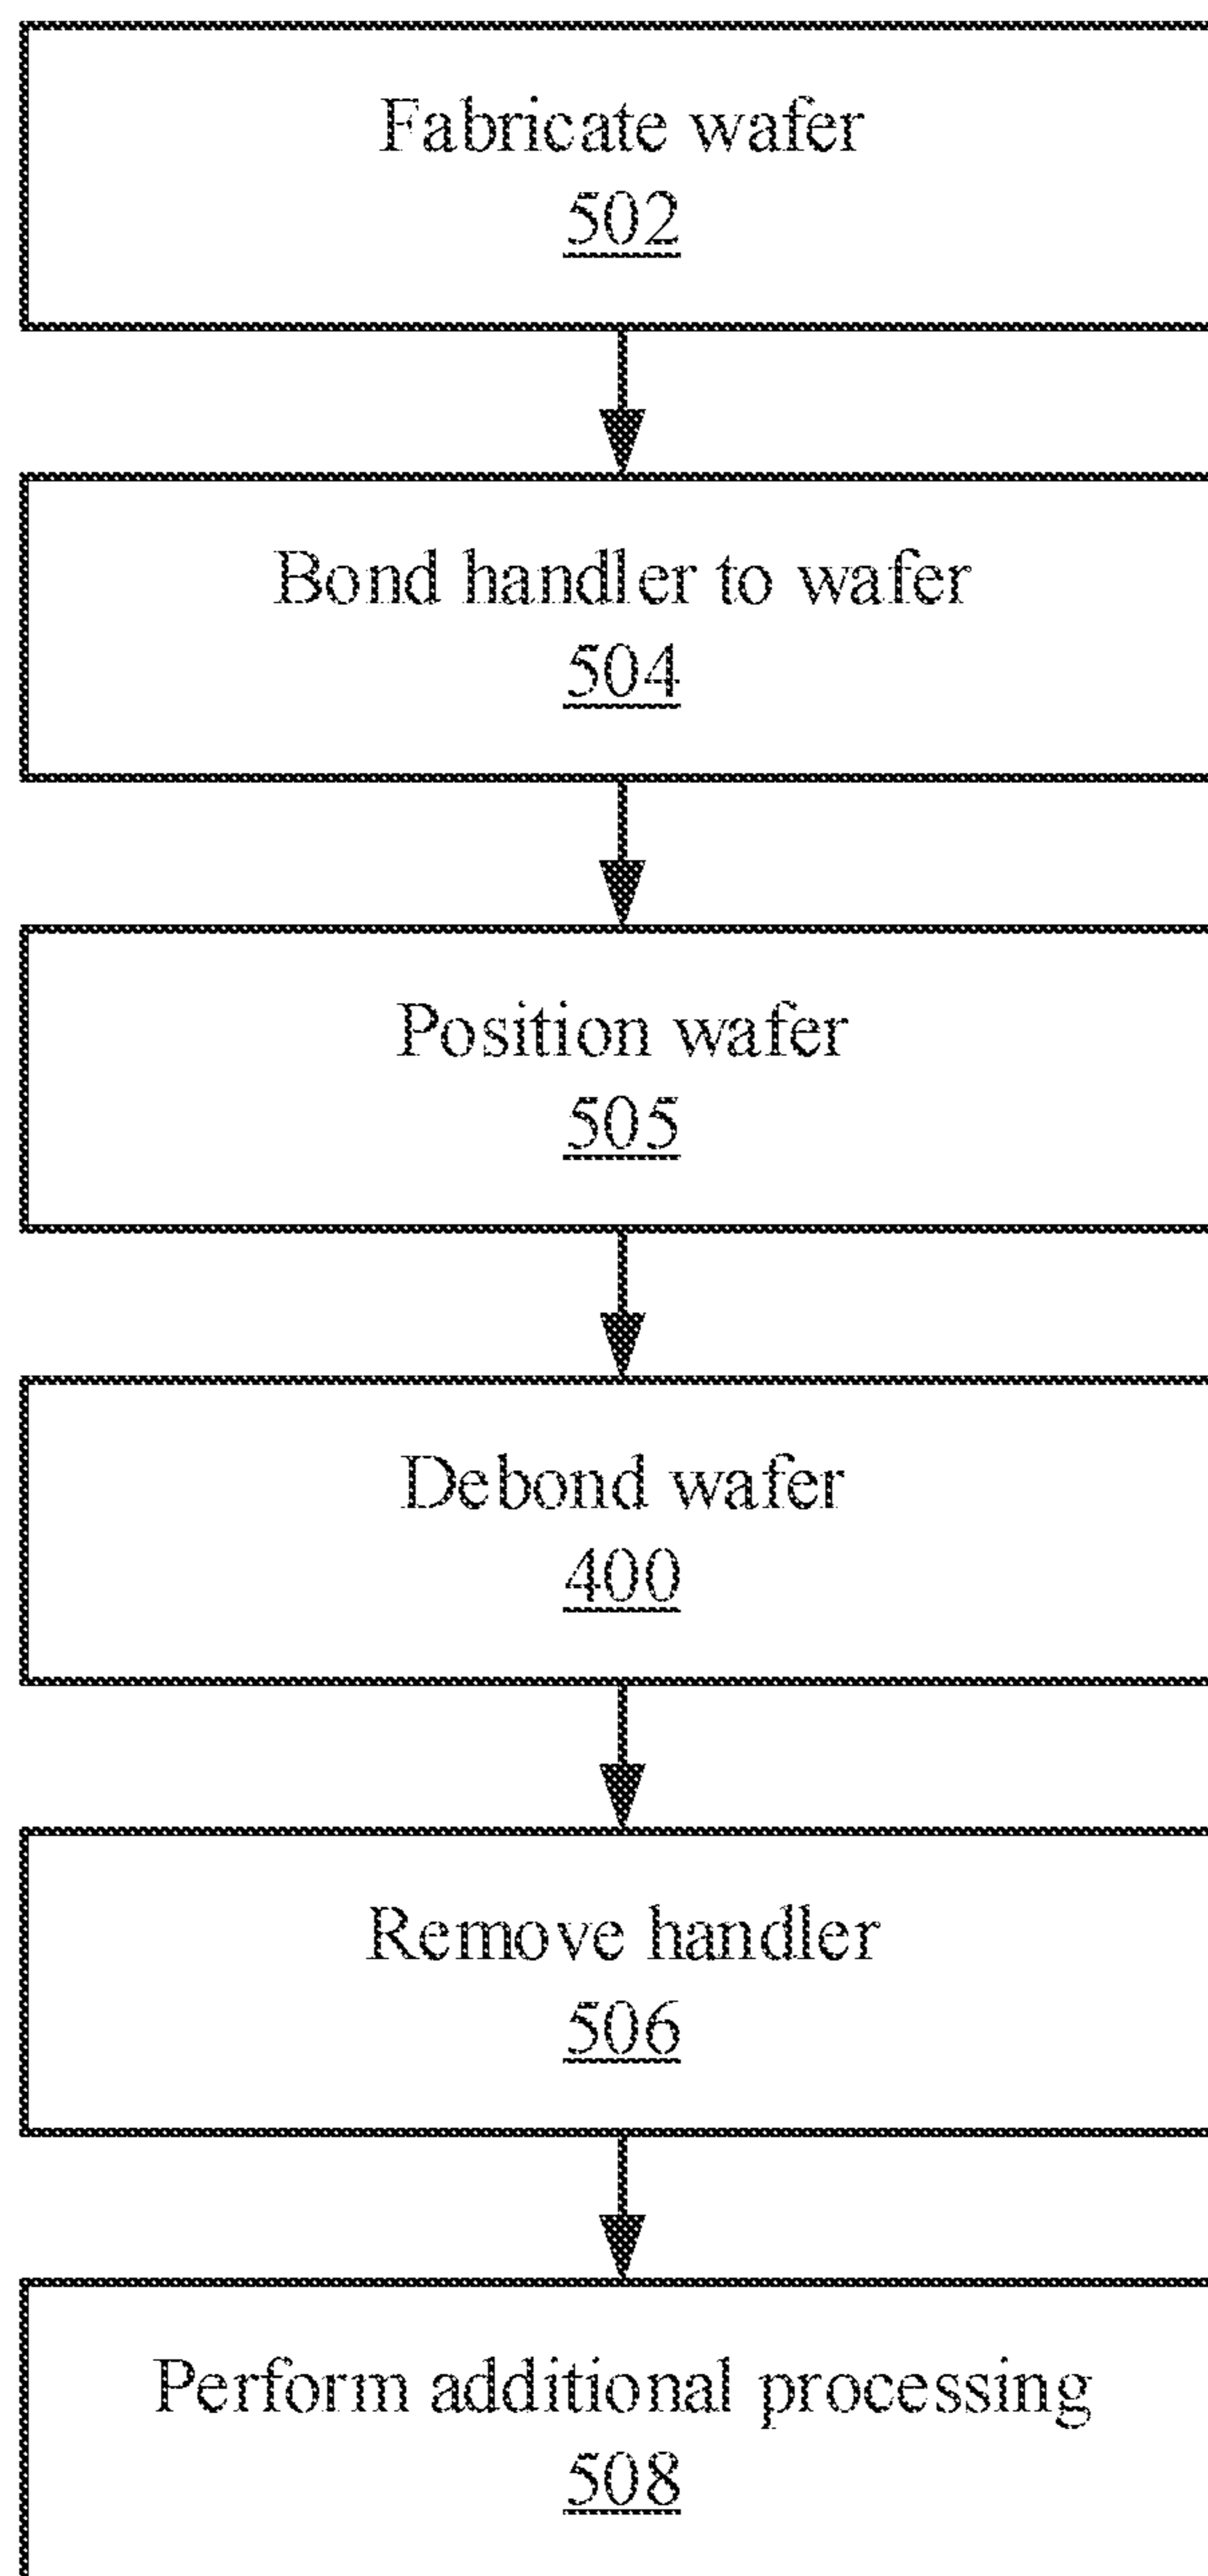 Fabricate wafer
502
Bond handler to wafer
504
Position wafer
505
Debond wafer
400
Remove handler
506
Perform additional processing
508